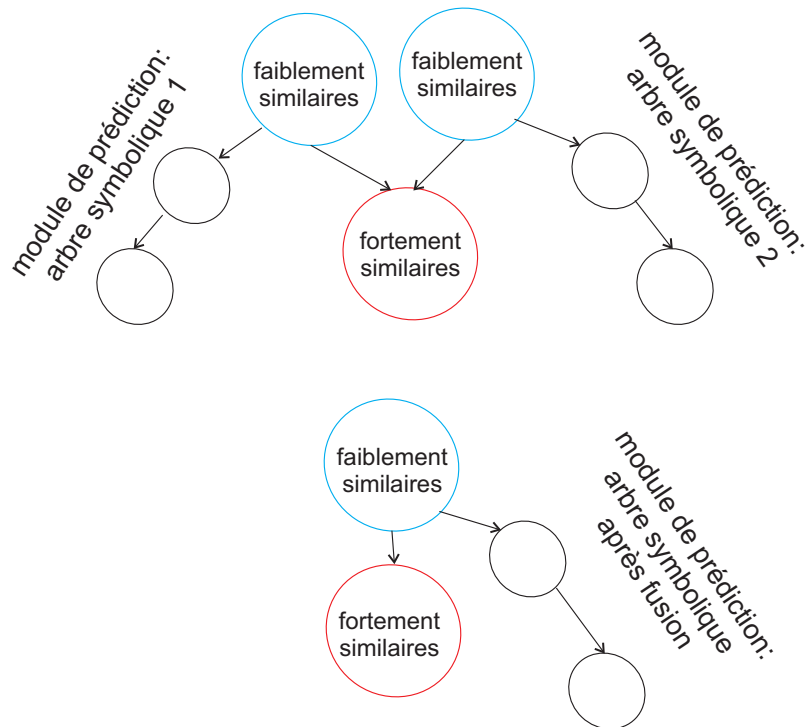 module de prédiction:
arbre symbolique 1
faiblement
similaires
faiblement
similaires
module de prédiction:
arbre symbolique 2
fortement
similaires
faiblement
similaires
module de prédiction:
arbre symbolique
après fusion
fortement
similaires